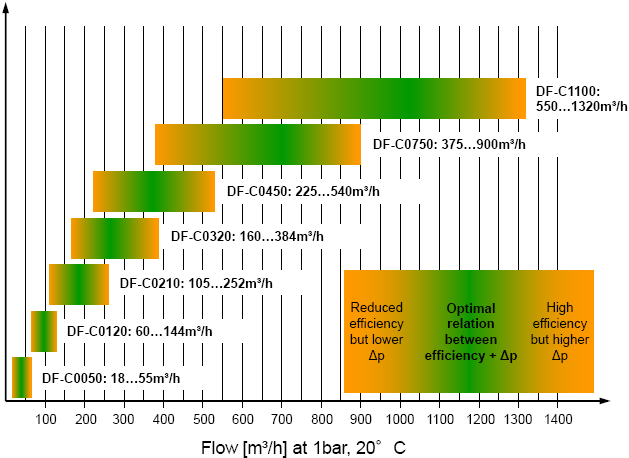 DF-C1100:
550...1320m³/h
DF-C0750: 375...900m³/h
DF-C0450: 225...540m³/h
DF-C0320: 160...384m³/h
DF-C0210: 105...252m³/h
DF-C0120: 60...144m³/h
DF-C0050: 18...55m³/h
Reduced
efficiency
but lower
Δp
Optimal
relation
between
efficiency + Δp
High
efficiency
but higher
Δp
100 200 300 400 500 600 700 800 900 1000 1100 1200 1300 1400
Flow [m³/h] at 1bar, 20° C